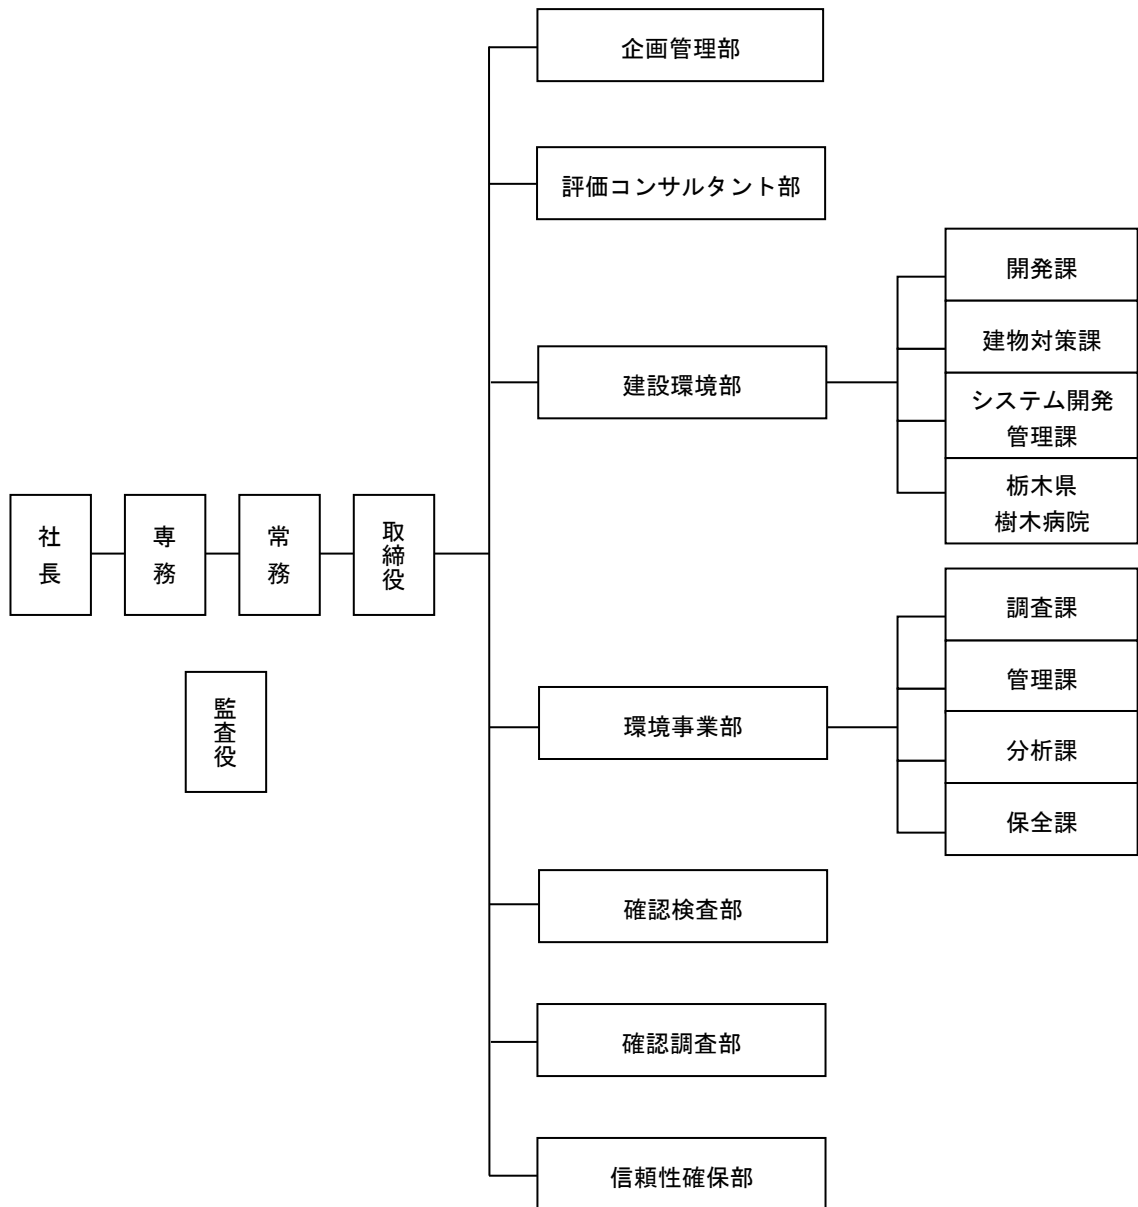 社長
専務
常務
取締役
監査役
企画管理部
評価コンサルタント部
建設環境部
開発課
建物対策課
システム開発
管理課
栃木県
樹木病院
環境事業部
調査課
管理課
分析課
保全課
確認検査部
確認調査部
信頼性確保部